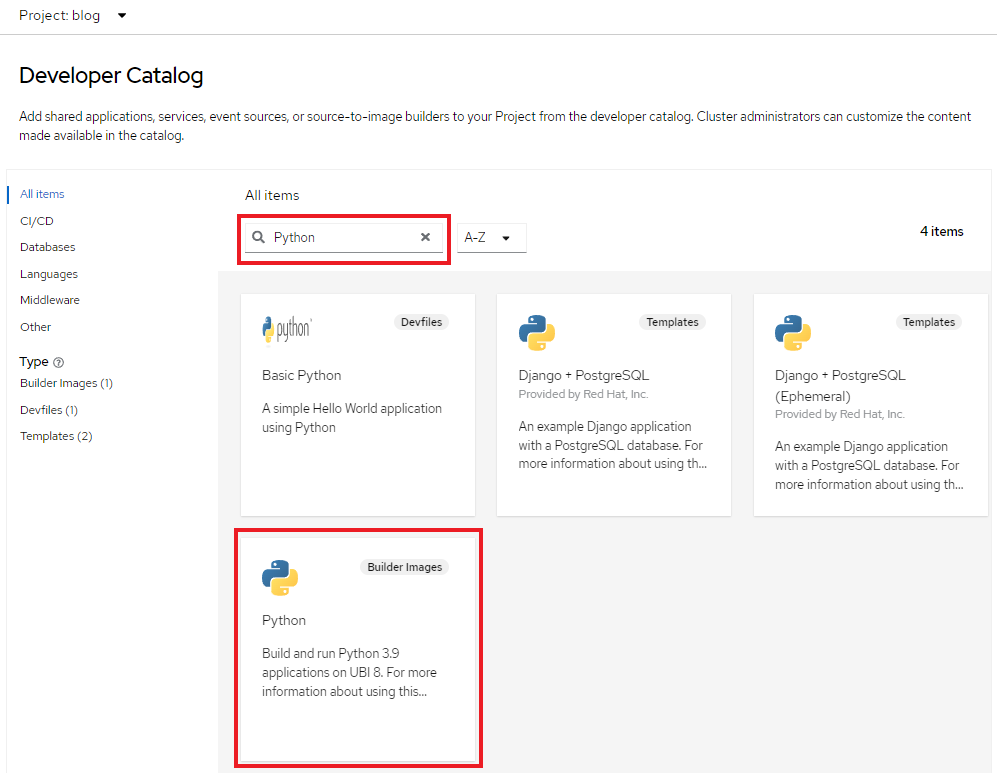 Project: blog
Developer Catalog
Add shared applications, services, event sources, or source-to-image builders to your Project from the developer catalog. Cluster administrators can customize the content
made available in the catalog.
All items
CI/CD
Databases
Languages
Middleware
Other
Type
Builder Images (1)
Devfiles (1)
Templates (2)
All items
Python
A-Z
4 items
python
Devfiles
Basic Python
A simple Hello World application
using Python
Templates
Django + PostgreSQL
Provided by Red Hat, Inc.
An example Django application
with a PostgreSQL database. For
more information about using th...
Templates
Django + PostgreSQL
(Ephemeral)
Provided by Red Hat, Inc.
An example Django application
with a PostgreSQL database. For
more information about using th...
Builder Images
Python
Build and run Python 3.9
applications on UBI 8. For more
information about using this...